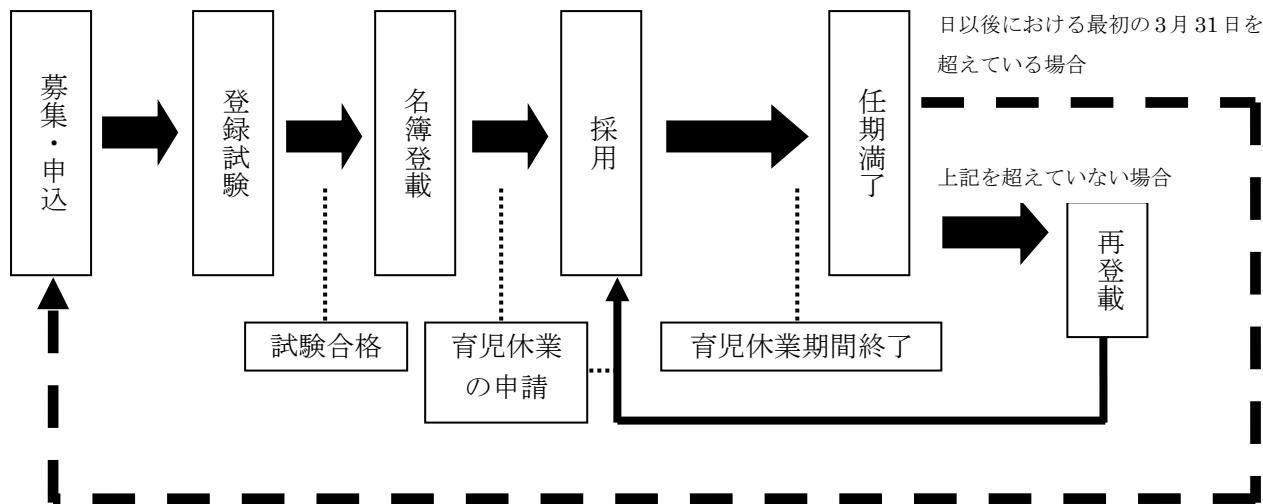 日以後における最初の3月31日を
超えている場合
募集・申込
登録試験
名簿登載
採用
任期満了
上記を超えていない場合
再登載
試験合格
育児休業
の申請
育児休業期間終了